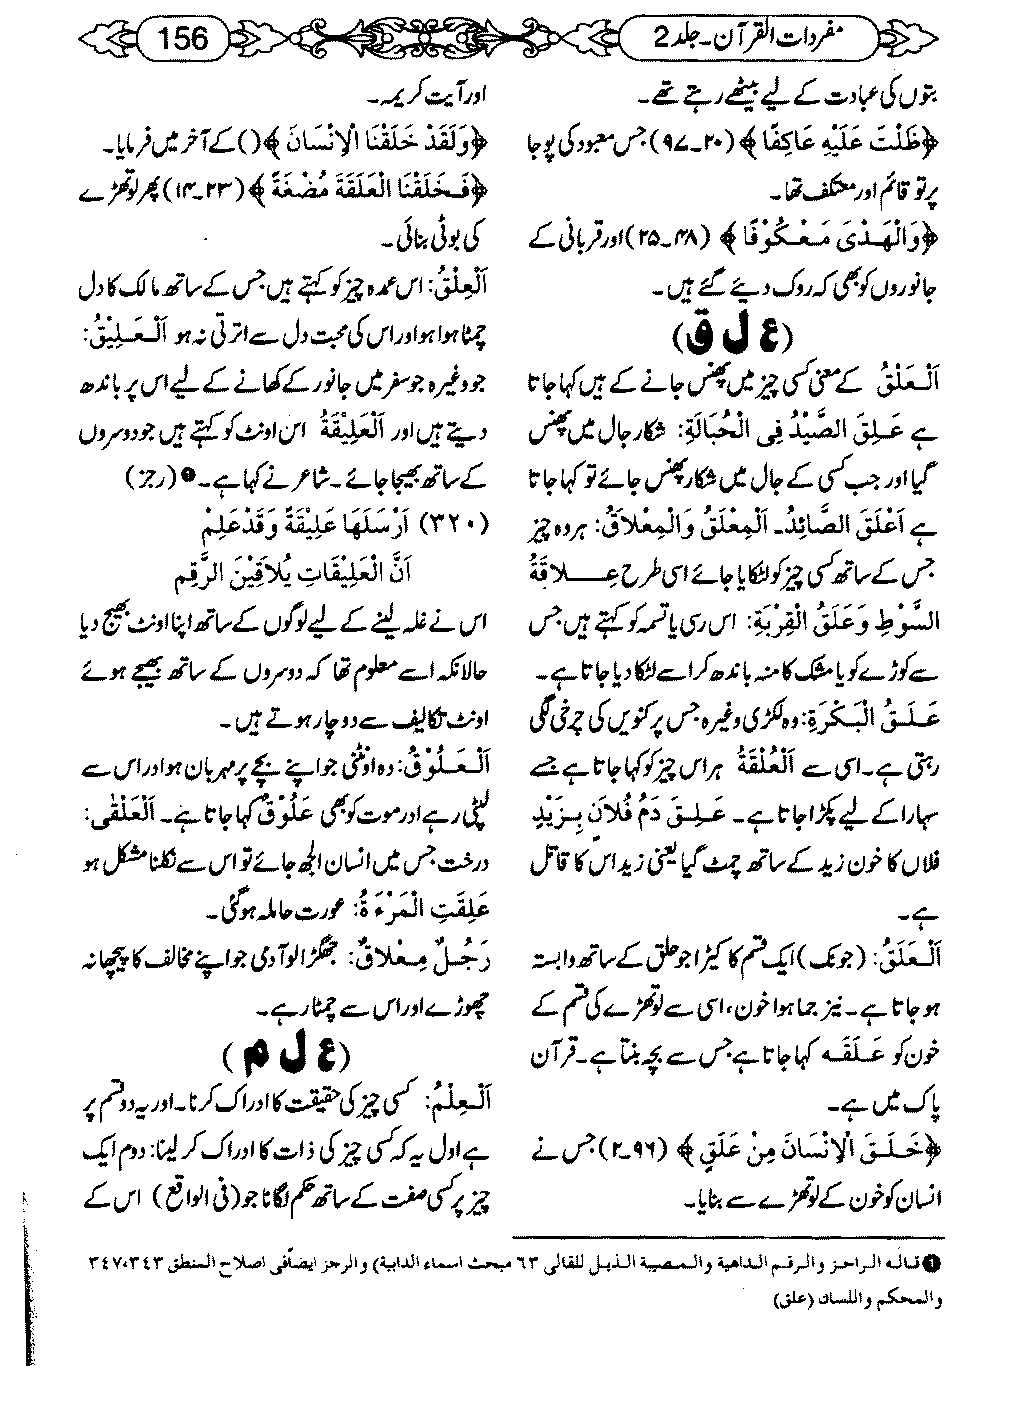 مفردات القرآن۔جلد 2
156
بتوں کی عبادت کے لیے بیٹھے رہتے تھے۔
﴿ظَلْتَ عَلَيْهِ عَاكِفًا﴾ (۲۰۔۹۷) جس معبود کی پوجا
پر تو قائم اور معتکف تھا۔
﴿وَالْهَدْىَ مَعْكُوْفًا﴾ (۴۸۔۲۵) اور قربانی کے
جانوروں کو بھی کہ روک دیے گئے ہیں۔
(ع ل ق)
اَلْعَلَقُ کے معنی کسی چیز میں پھنس جانے کے ہیں کہا جاتا
ہے عَلِقَ الصَّيْدُ فِى الْحُبَالَةِ: شکار جال میں پھنس
گیا اور جب کسی کے جال میں شکار پھنس جائے تو کہا جاتا
ہے اَعْلَقَ الصَّائِدُ۔ اَلْمِعْلَقُ وَالْمِعْلَاقُ: ہر وہ چیز
جس کے ساتھ کسی چیز کو لٹکایا جائے اسی طرح عِلَاقَةُ
السَّوْطِ وَعَلَقُ الْقِرْبَةِ: اس رسی یا تسمہ کو کہتے ہیں جس
سے کوڑے کو یا مشک کا منہ باندھ کر اسے لٹکا دیا جاتا ہے۔
عَلَقُ الْبَكْرَةِ: وہ لکڑی وغیرہ جس پر کنویں کی چرخی لگی
رہتی ہے۔ اسی سے اَلْعُلْقَةُ ہر اس چیز کو کہا جاتا ہے جسے
سہارا کے لیے پکڑا جاتا ہے۔ عَلِقَ دَمُ فُلَانٍ بِزَيْدٍ
فلاں کا خون زید کے ساتھ چمٹ گیا یعنی زید اس کا قاتل
ہے۔
اَلْعَلَقُ: (جونک) ایک قسم کا کیڑا جو حلق کے ساتھ وابستہ
ہو جاتا ہے۔ نیز جما ہوا خون، اسی سے لوتھڑے کی قسم کے
خون کو عَلَقَه کہا جاتا ہے جس سے بچہ بنتا ہے۔ قرآن
پاک میں ہے۔
﴿خَلَقَ الْاِنْسَانَ مِنْ عَلَقٍ﴾ (۹۶۔۲) جس نے
انسان کو خون کے لوتھڑے سے بنایا۔
اور آیت کریمہ۔
﴿وَلَقَدْ خَلَقْنَا الْاِنْسَانَ﴾ () کے آخر میں فرمایا۔
﴿فَخَلَقْنَا الْعَلَقَةَ مُضْغَةً﴾ (۲۳۔۱۴) پھر لوتھڑے
کی بوٹی بنائی۔
اَلْعِلْقُ: اس عمدہ چیز کو کہتے ہیں جس کے ساتھ مالک کا دل
چمٹا ہوا ہو اور اس کی محبت دل سے اترتی نہ ہو اَلْعَلِيْقُ:
جو وغیرہ جو سفر میں جانور کے کھانے کے لیے اس پر باندھ
دیتے ہیں اور اَلْعَلِيْقَةُ اس اونٹ کو کہتے ہیں جو دوسروں
کے ساتھ بھیجا جائے۔ شاعر نے کہا ہے۔❶ (رجز)
(۳۲۰) اَرْسَلَهَا عَلِيْقَةً وَقَدْ عَلِمْ
اَنَّ الْعَلِيْقَاتِ يُلَاقِيْنَ الرَّقِم
اس نے غلہ لینے کے لیے لوگوں کے ساتھ اپنا اونٹ بھیج دیا
حالانکہ اسے معلوم تھا کہ دوسروں کے ساتھ بھیجے ہوئے
اونٹ تکالیف سے دوچار ہوتے ہیں۔
اَلْعَلُوْقُ: وہ اونٹنی جو اپنے بچے پر مہربان ہو اور اس سے
لپٹی رہے اور موت کو بھی عَلُوْقٌ کہا جاتا ہے۔ اَلْعَلْقٰى:
درخت جس میں انسان الجھ جائے تو اس سے نکلنا مشکل ہو
عَلِقَتِ الْمَرْءَةُ: عورت حاملہ ہو گئی۔
رَجُلٌ مِعْلَاقٌ: جھگڑالو آدمی جو اپنے مخالف کا پیچھا نہ
چھوڑے اور اس سے چمٹا رہے۔
(ع ل م)
اَلْعِلْمُ: کسی چیز کی حقیقت کا ادراک کرنا۔ اور یہ دو قسم پر
ہے اول یہ کہ کسی چیز کی ذات کا ادراک کر لینا: دوم ایک
چیز پر کسی صفت کے ساتھ حکم لگانا جو (فی الواقع) اس کے
❶ قاله الراجز والرقم الداهية والمصيبة الذيل للقالى ٦٣ مبحث اسماء الداية) والرجز ايضاًفى اصلاح المنطق ٣٤٧،٣٤٣
والمحكم واللسان (علق)